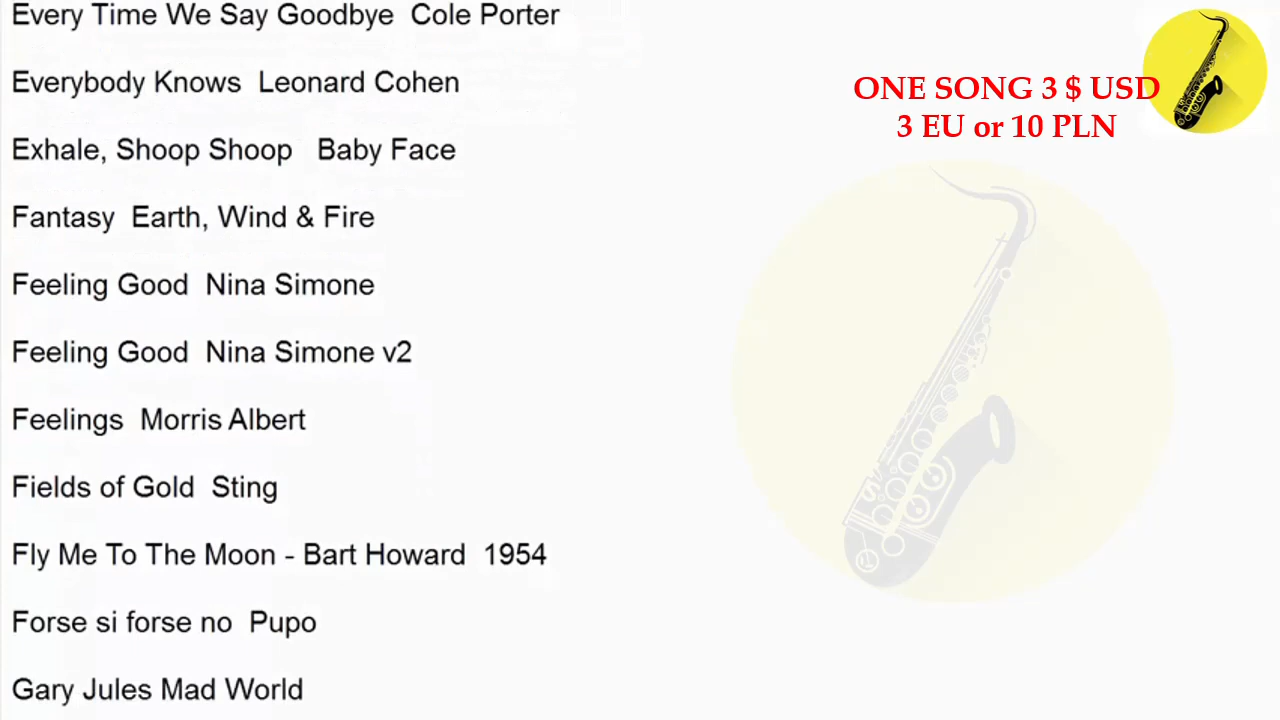 Every Time We Say Goodbye  Cole Porter
Everybody Knows  Leonard Cohen
Exhale, Shoop Shoop   Baby Face
Fantasy  Earth, Wind & Fire
Feeling Good  Nina Simone
Feeling Good  Nina Simone v2
Feelings  Morris Albert
Fields of Gold  Sting
Fly Me To The Moon - Bart Howard  1954
Forse si forse no  Pupo
Gary Jules Mad World
ONE SONG 3 $ USD
3 EU or 10 PLN